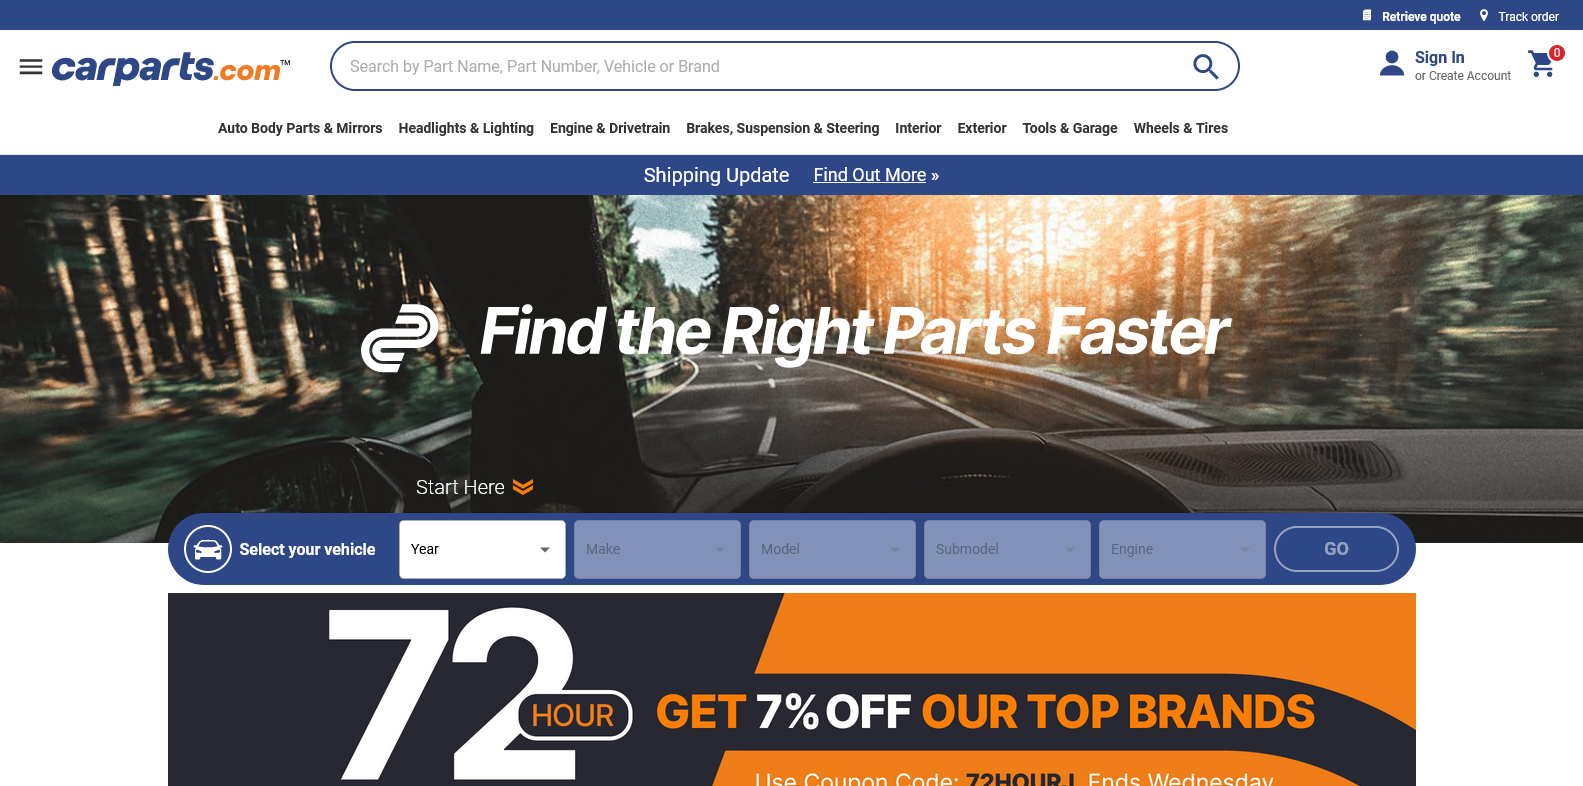 Retrieve quote Track order
carparts.com™ Search by Part Name, Part Number, Vehicle or Brand Sign In 0
or Create Account
Auto Body Parts & Mirrors Headlights & Lighting Engine & Drivetrain Brakes, Suspension & Steering Interior Exterior Tools & Garage Wheels & Tires
Shipping Update Find Out More »
Find the Right Parts Faster
Start Here
Select your vehicle Year Make Model Submodel Engine GO
72
HOUR GET 7% OFF OUR TOP BRANDS
Use Coupon Code: Ends Wednesday